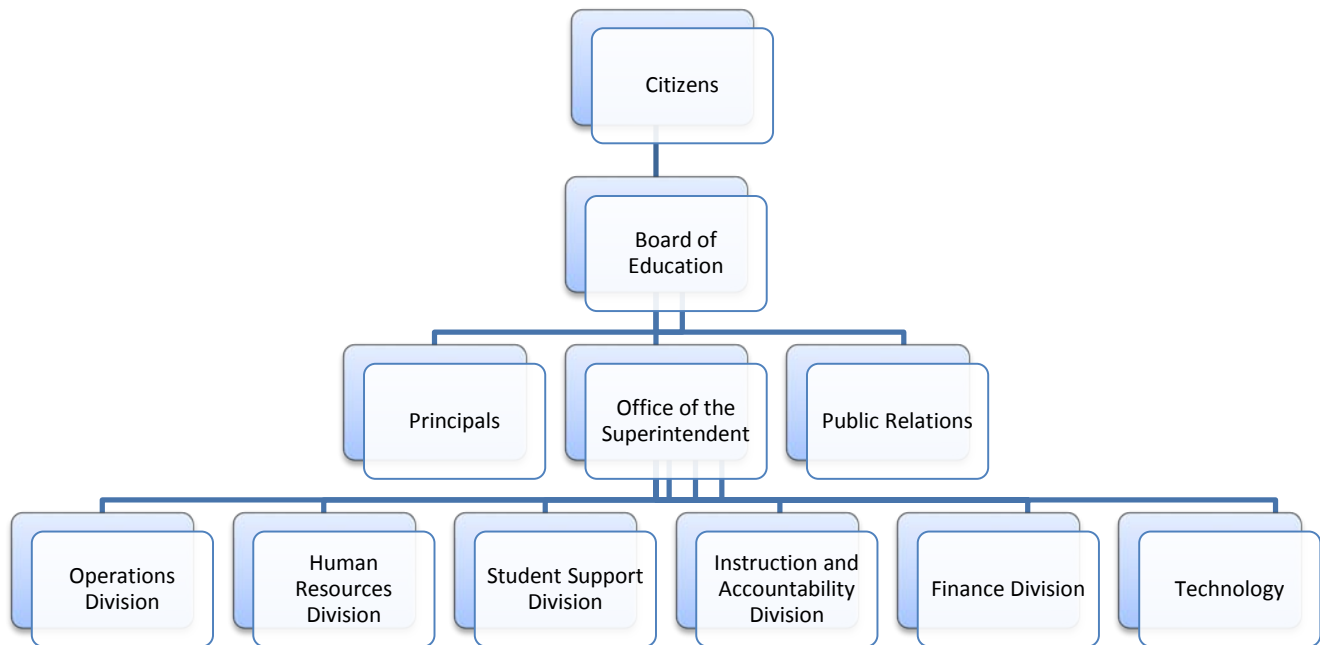 Citizens
Board of
Education
Principals
Office of the
Superintendent
Public Relations
Operations
Division
Human
Resources
Division
Student Support
Division
Instruction and
Accountability
Division
Finance Division
Technology